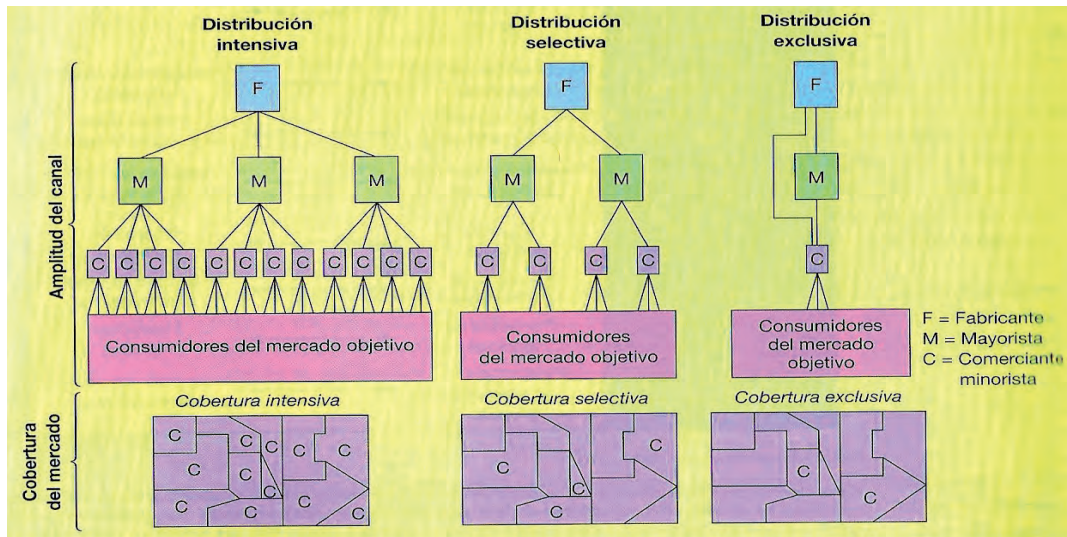 Distribución
intensiva
Distribución
selectiva
Distribución
exclusiva
Amplitud del canal
F
F
F
M M M
M M
M
C C C C C C C C C C C C
C C C C
C
Consumidores del mercado objetivo
Consumidores
del mercado objetivo
Consumidores
del mercado
objetivo
F = Fabricante
M = Mayorista
C = Comerciante
minorista
Cobertura
del mercado
Cobertura intensiva
C C C C C
C C C
C C C C
Cobertura selectiva
C
C
C
C
Cobertura exclusiva
C
C